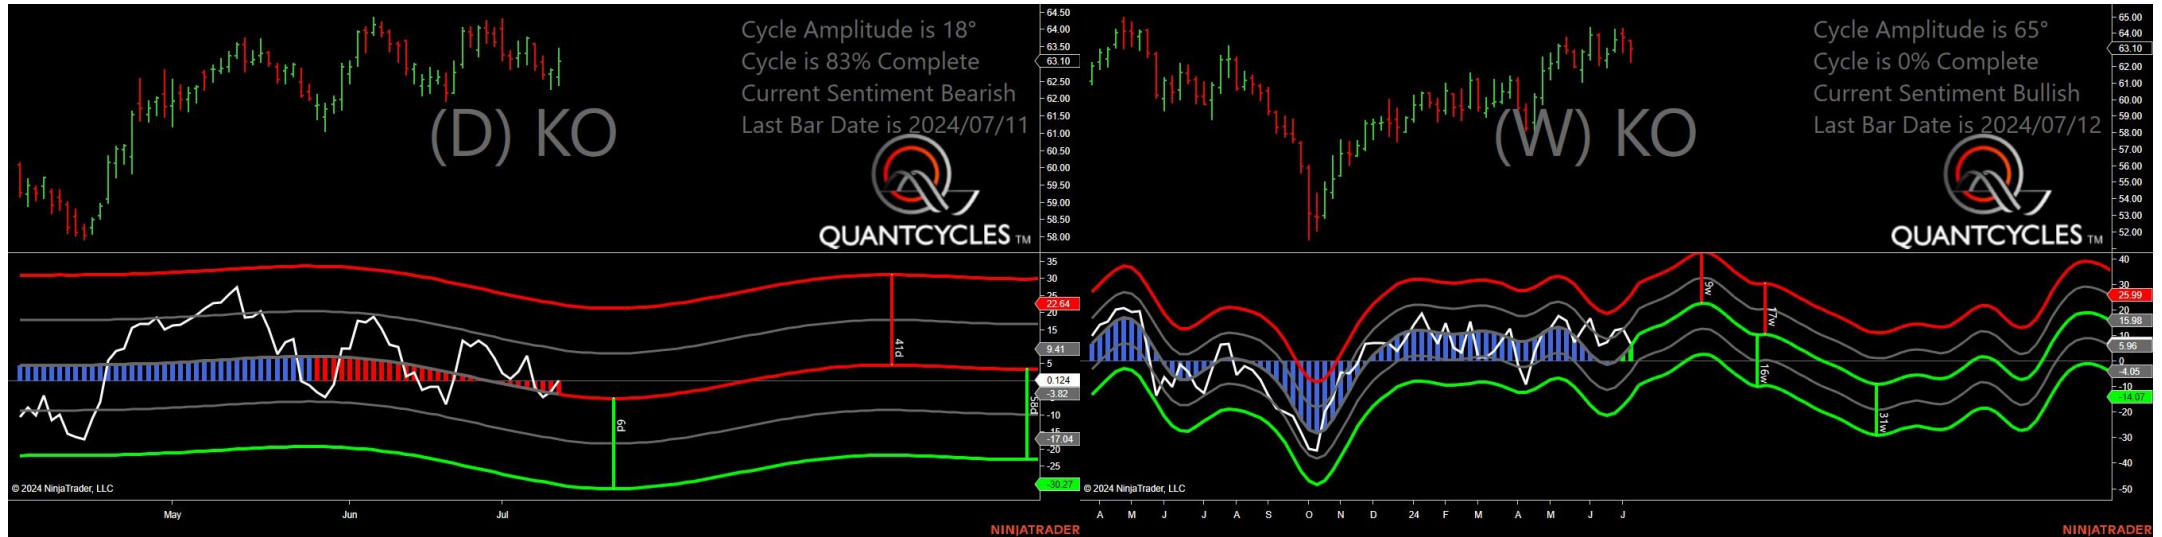 Cycle Amplitude is 18°
Cycle is 83% Complete
Current Sentiment Bearish
Last Bar Date is 2024/07/11
(D) KO
QUANTCYCLES TM
64.50
64.00
63.50
63.10
62.50
62.00
61.50
61.00
60.50
60.00
59.50
59.00
58.50
58.00
35
30
25
22.64
20
15
9.41
5
0.124
-3.82
-10
-17.04
-20
-25
-30.27
41d
6d
58d
© 2024 NinjaTrader, LLC
May
Jun
Jul
NINJATRADER
Cycle Amplitude is 65°
Cycle is 0% Complete
Current Sentiment Bullish
Last Bar Date is 2024/07/12
(W) KO
QUANTCYCLES TM
65.00
64.00
63.10
62.00
61.00
60.00
59.00
58.00
57.00
56.00
55.00
54.00
53.00
52.00
40
30
25.99
20
15.98
10
5.96
0
-4.05
-10
-14.07
-20
-30
-40
-50
9w
17w
16w
31w
© 2024 NinjaTrader, LLC
A
M
J
J
A
S
O
N
D
24
F
M
A
M
J
J
NINJATRADER